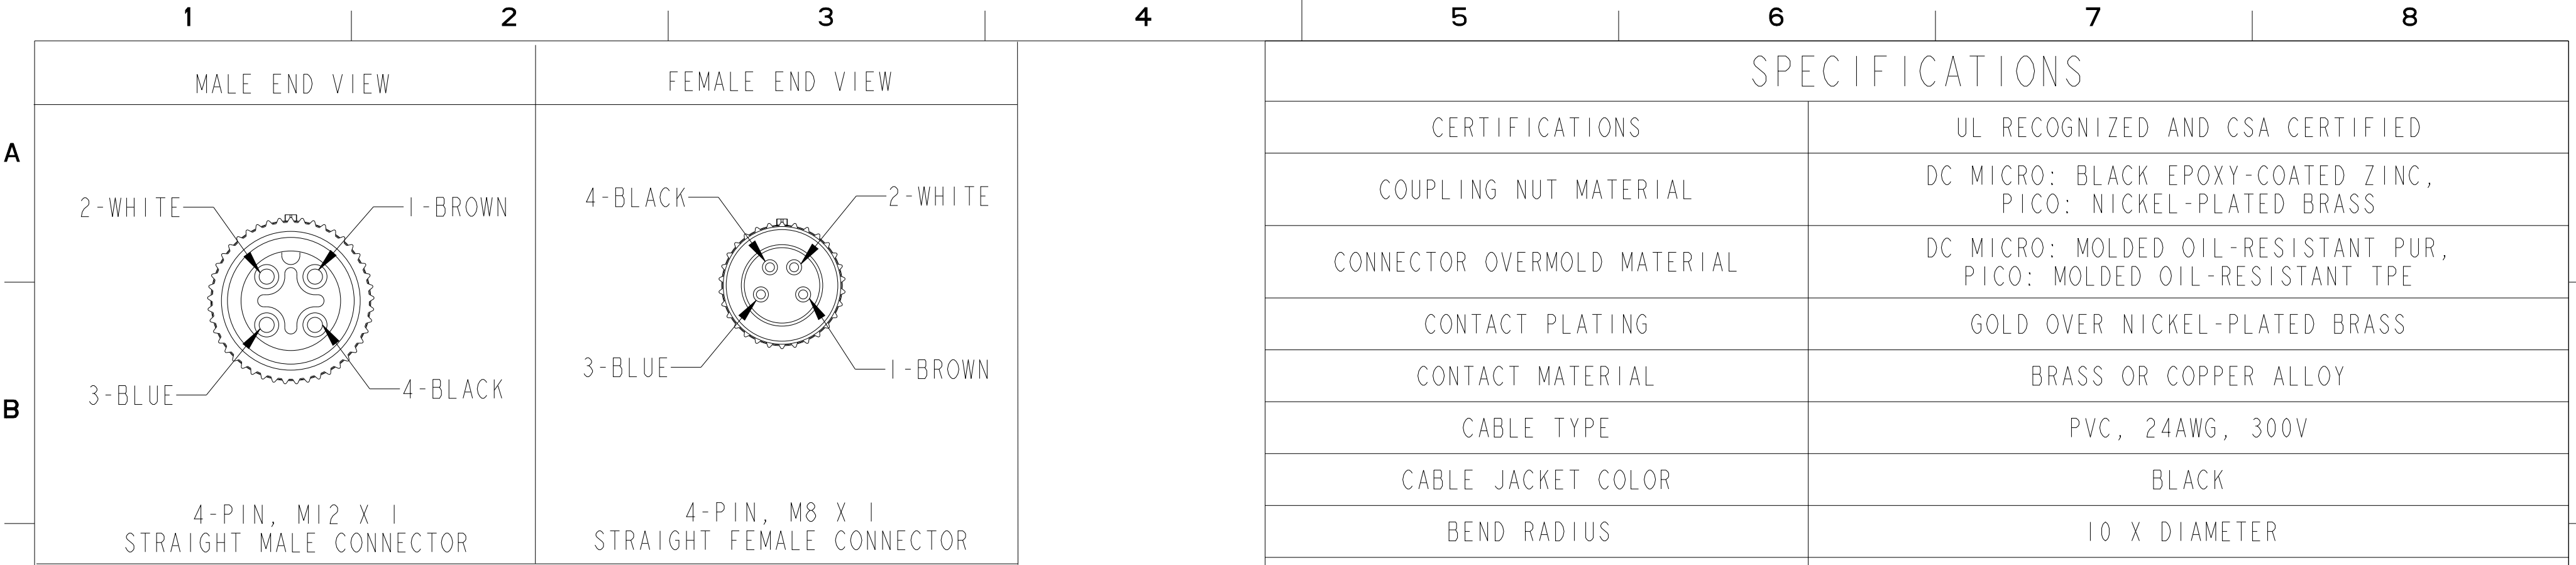 1 2 3 4 5 6 7 8
A
B
MALE END VIEW
2-WHITE
1-BROWN
3-BLUE
4-BLACK
4-PIN, M12 X 1
STRAIGHT MALE CONNECTOR
FEMALE END VIEW
4-BLACK
2-WHITE
3-BLUE
1-BROWN
4-PIN, M8 X 1
STRAIGHT FEMALE CONNECTOR
SPECIFICATIONS
CERTIFICATIONS
UL RECOGNIZED AND CSA CERTIFIED
COUPLING NUT MATERIAL
DC MICRO: BLACK EPOXY-COATED ZINC,
PICO: NICKEL-PLATED BRASS
CONNECTOR OVERMOLD MATERIAL
DC MICRO: MOLDED OIL-RESISTANT PUR,
PICO: MOLDED OIL-RESISTANT TPE
CONTACT PLATING
GOLD OVER NICKEL-PLATED BRASS
CONTACT MATERIAL
BRASS OR COPPER ALLOY
CABLE TYPE
PVC, 24AWG, 300V
CABLE JACKET COLOR
BLACK
BEND RADIUS
10 X DIAMETER